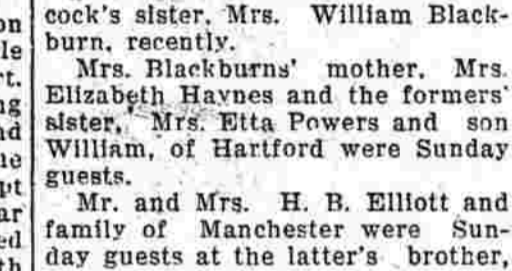 cock's sister, Mrs. William Black-
burn, recently.
Mrs. Blackburns' mother, Mrs.
Elizabeth Haynes and the formers'
sister, Mrs. Etta Powers and son
William, of Hartford were Sunday
guests.
Mr. and Mrs. H. B. Elliott and
family of Manchester were Sun-
day guests at the latter's brother,